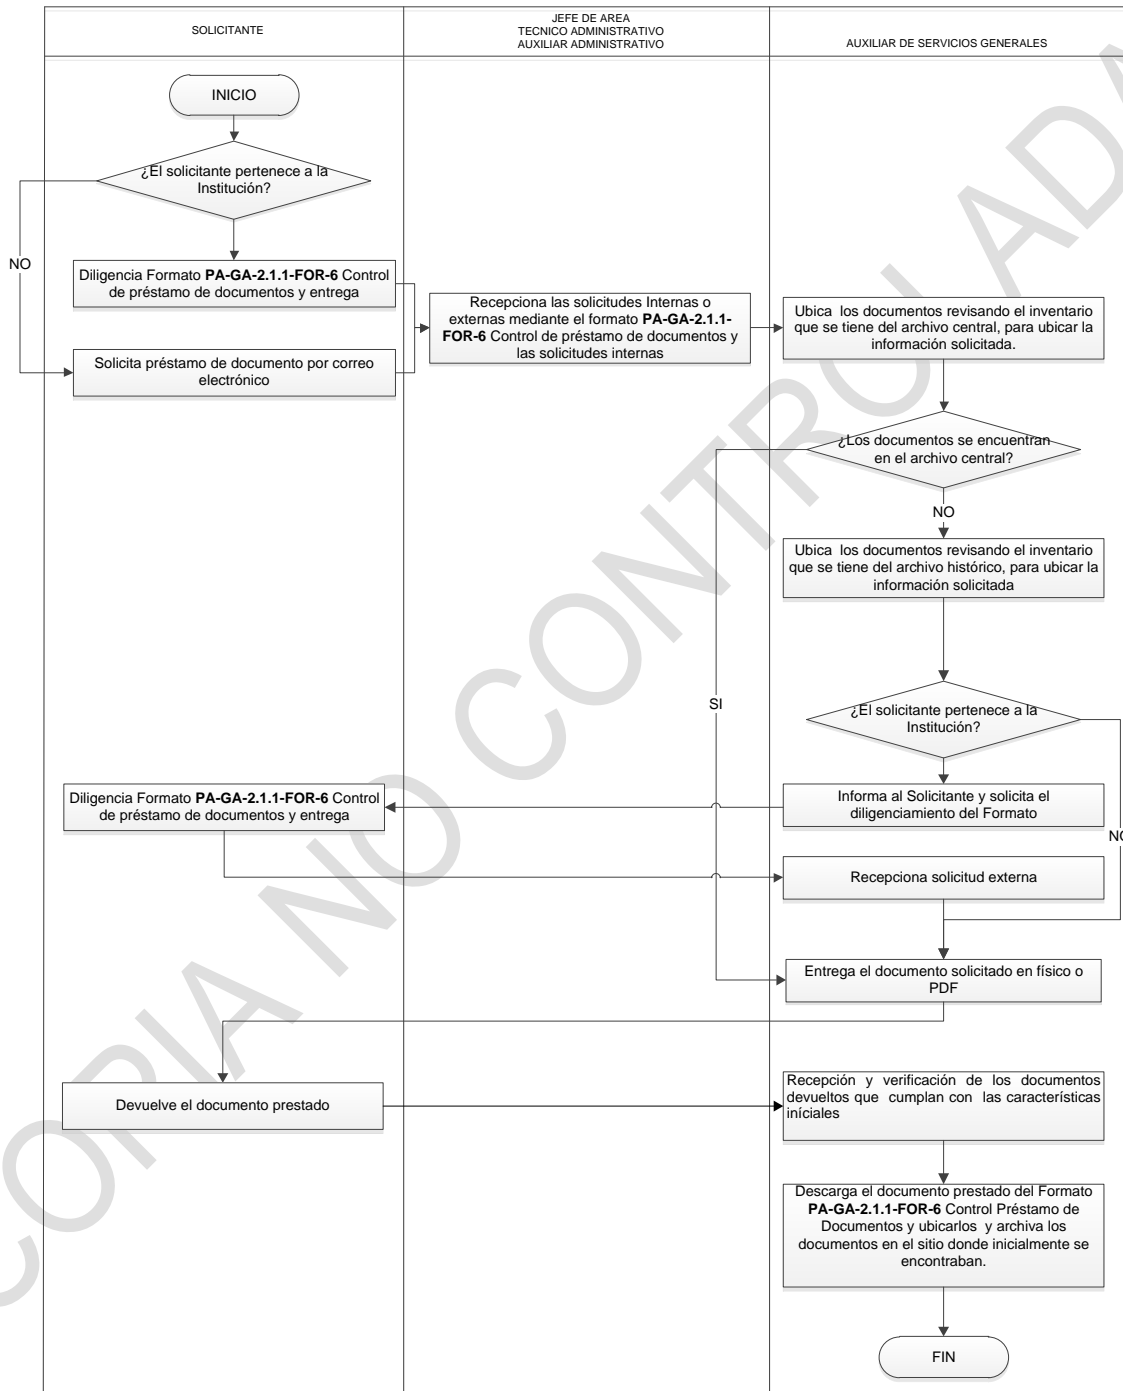 SOLICITANTE
JEFE DE AREA
TECNICO ADMINISTRATIVO
AUXILIAR ADMINISTRATIVO
AUXILIAR DE SERVICIOS GENERALES
INICIO
¿El solicitante pertenece a la
Institución?
NO
Diligencia Formato PA-GA-2.1.1-FOR-6 Control
de préstamo de documentos y entrega
Solicita préstamo de documento por correo
electrónico
Recepciona las solicitudes Internas o
externas mediante el formato PA-GA-2.1.1-
FOR-6 Control de préstamo de documentos y
las solicitudes internas
Ubica los documentos revisando el inventario
que se tiene del archivo central, para ubicar la
información solicitada.
¿Los documentos se encuentran
en el archivo central?
NO
Ubica los documentos revisando el inventario
que se tiene del archivo histórico, para ubicar la
información solicitada
SI
¿El solicitante pertenece a la
Institución?
Informa al Solicitante y solicita el
diligenciamiento del Formato
NO
Diligencia Formato PA-GA-2.1.1-FOR-6 Control
de préstamo de documentos y entrega
Recepciona solicitud externa
Entrega el documento solicitado en físico o
PDF
Devuelve el documento prestado
Recepción y verificación de los documentos
devueltos que cumplan con las características
iníciales
Descarga el documento prestado del Formato
PA-GA-2.1.1-FOR-6 Control Préstamo de
Documentos y ubicarlos y archiva los
documentos en el sitio donde inicialmente se
encontraban.
FIN
COPIA NO CONTROLADA